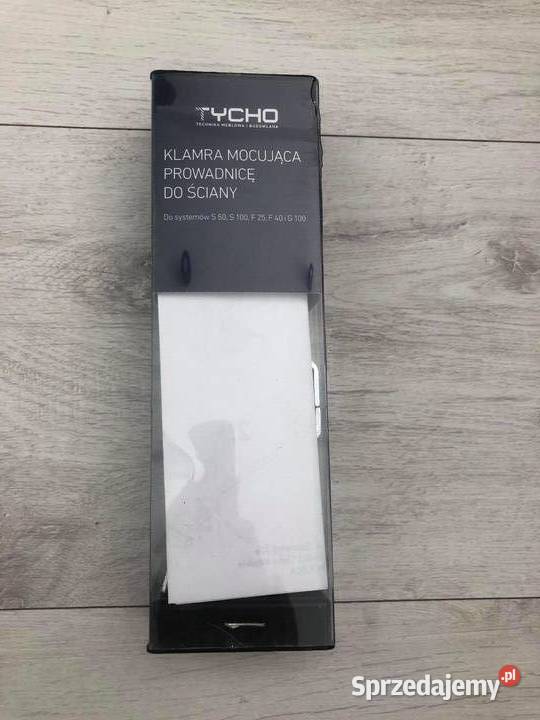 TYCHO
TECHNIKA MEBLOWA I BUDOWLANA
KLAMRA MOCUJĄCA
PROWADNICĘ
DO ŚCIANY
Do systemów S 50, S 100, F 25, F 40 i G 100
Sprzedajemy.pl